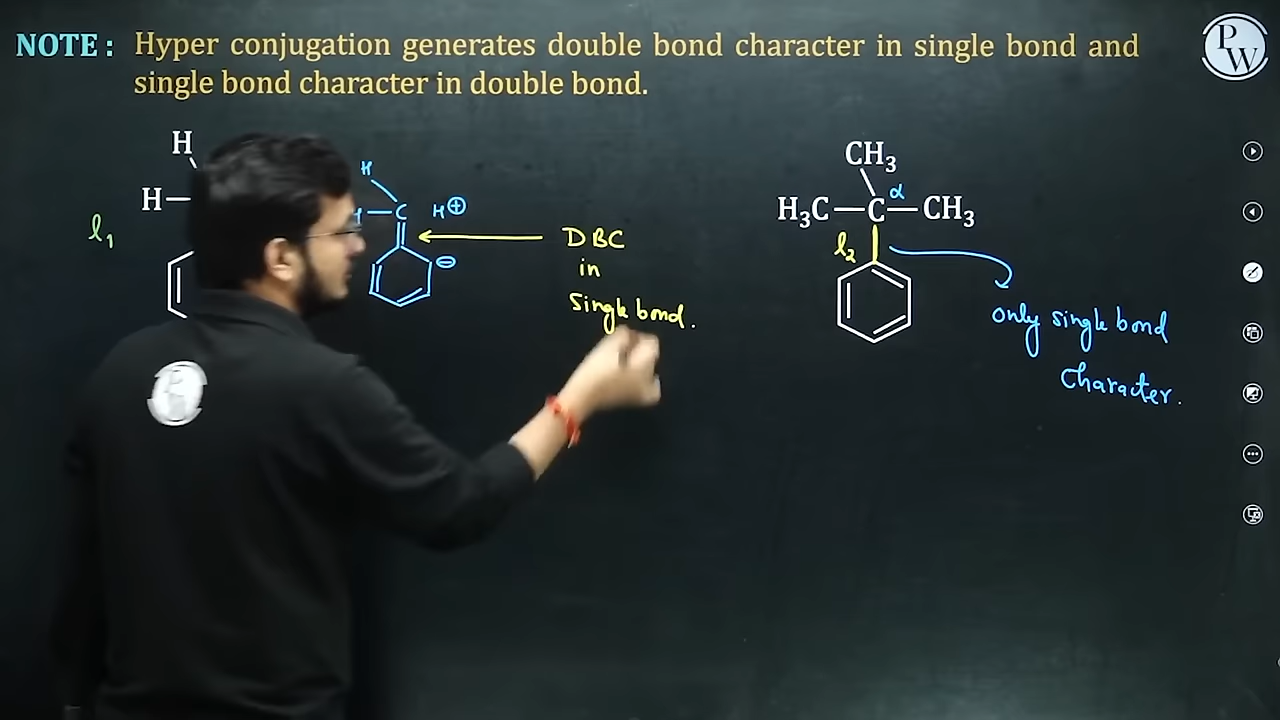 NOTE : Hyper conjugation generates double bond character in single bond and
single bond character in double bond.
PW
H
H
l₁
H
C
H⊕
⊖
DBC
in
Single bond.
CH₃
α
H₃C — C — CH₃
l₂
only single bond
Character.